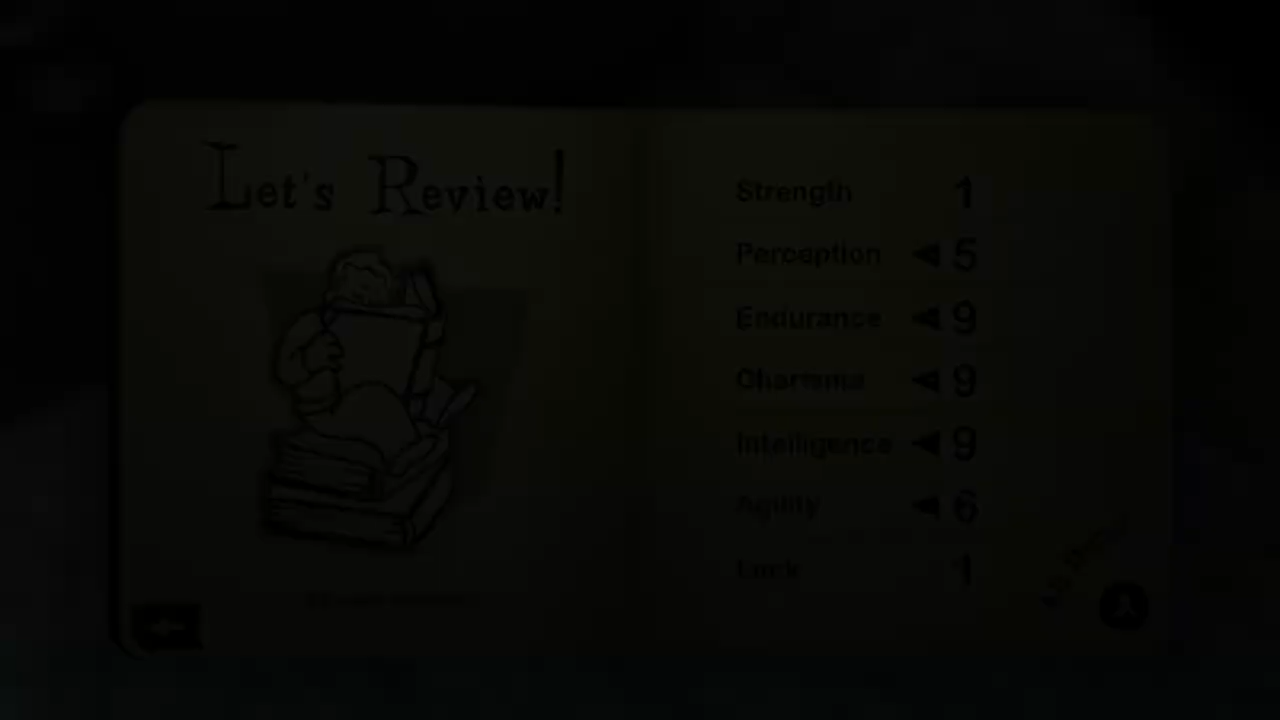 Let's Review!
Strength 1
Perception 5
Endurance 9
Charisma 9
Intelligence 9
Agility 6
Luck 1
A